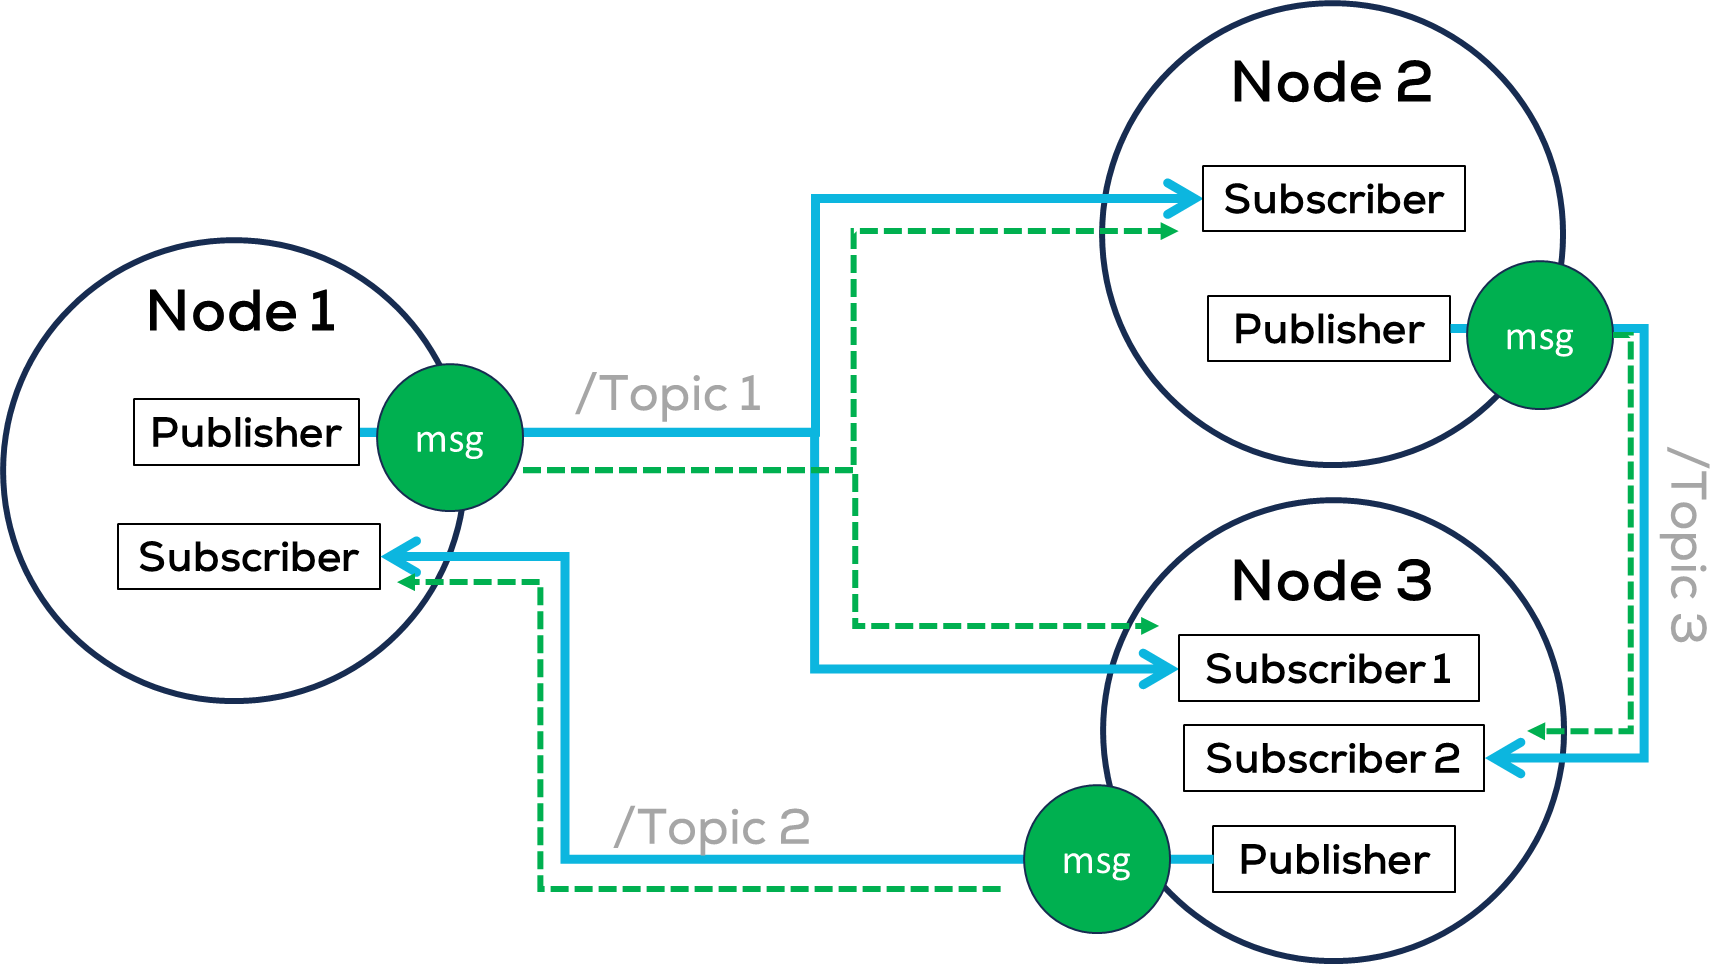 Node 1
Publisher
msg
Subscriber
/Topic 1
Node 2
Subscriber
Publisher
msg
/Topic 3
Node 3
Subscriber 1
Subscriber 2
Publisher
msg
/Topic 2